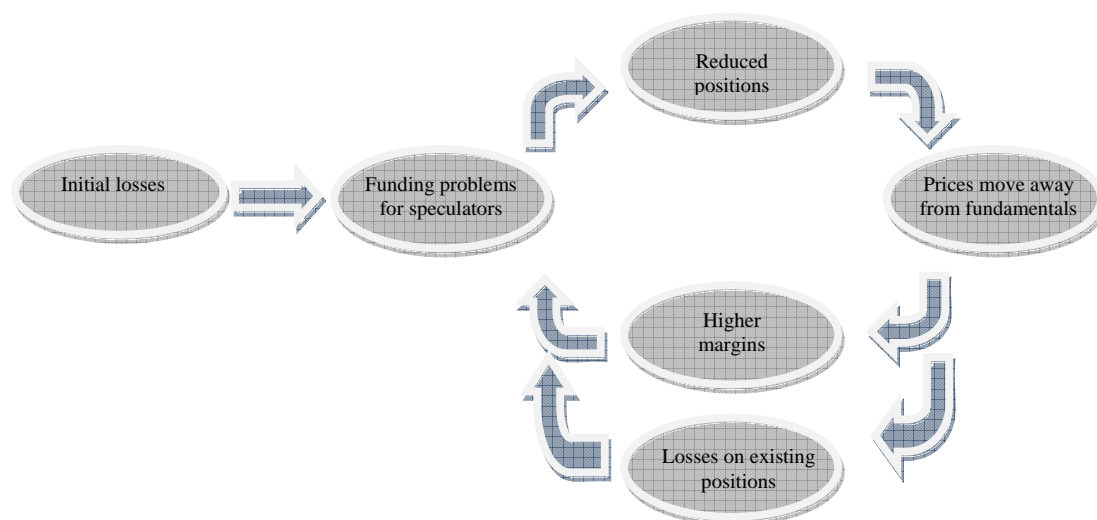 Initial losses
Funding problems
for speculators
Reduced
positions
Prices move away
from fundamentals
Higher
margins
Losses on existing
positions